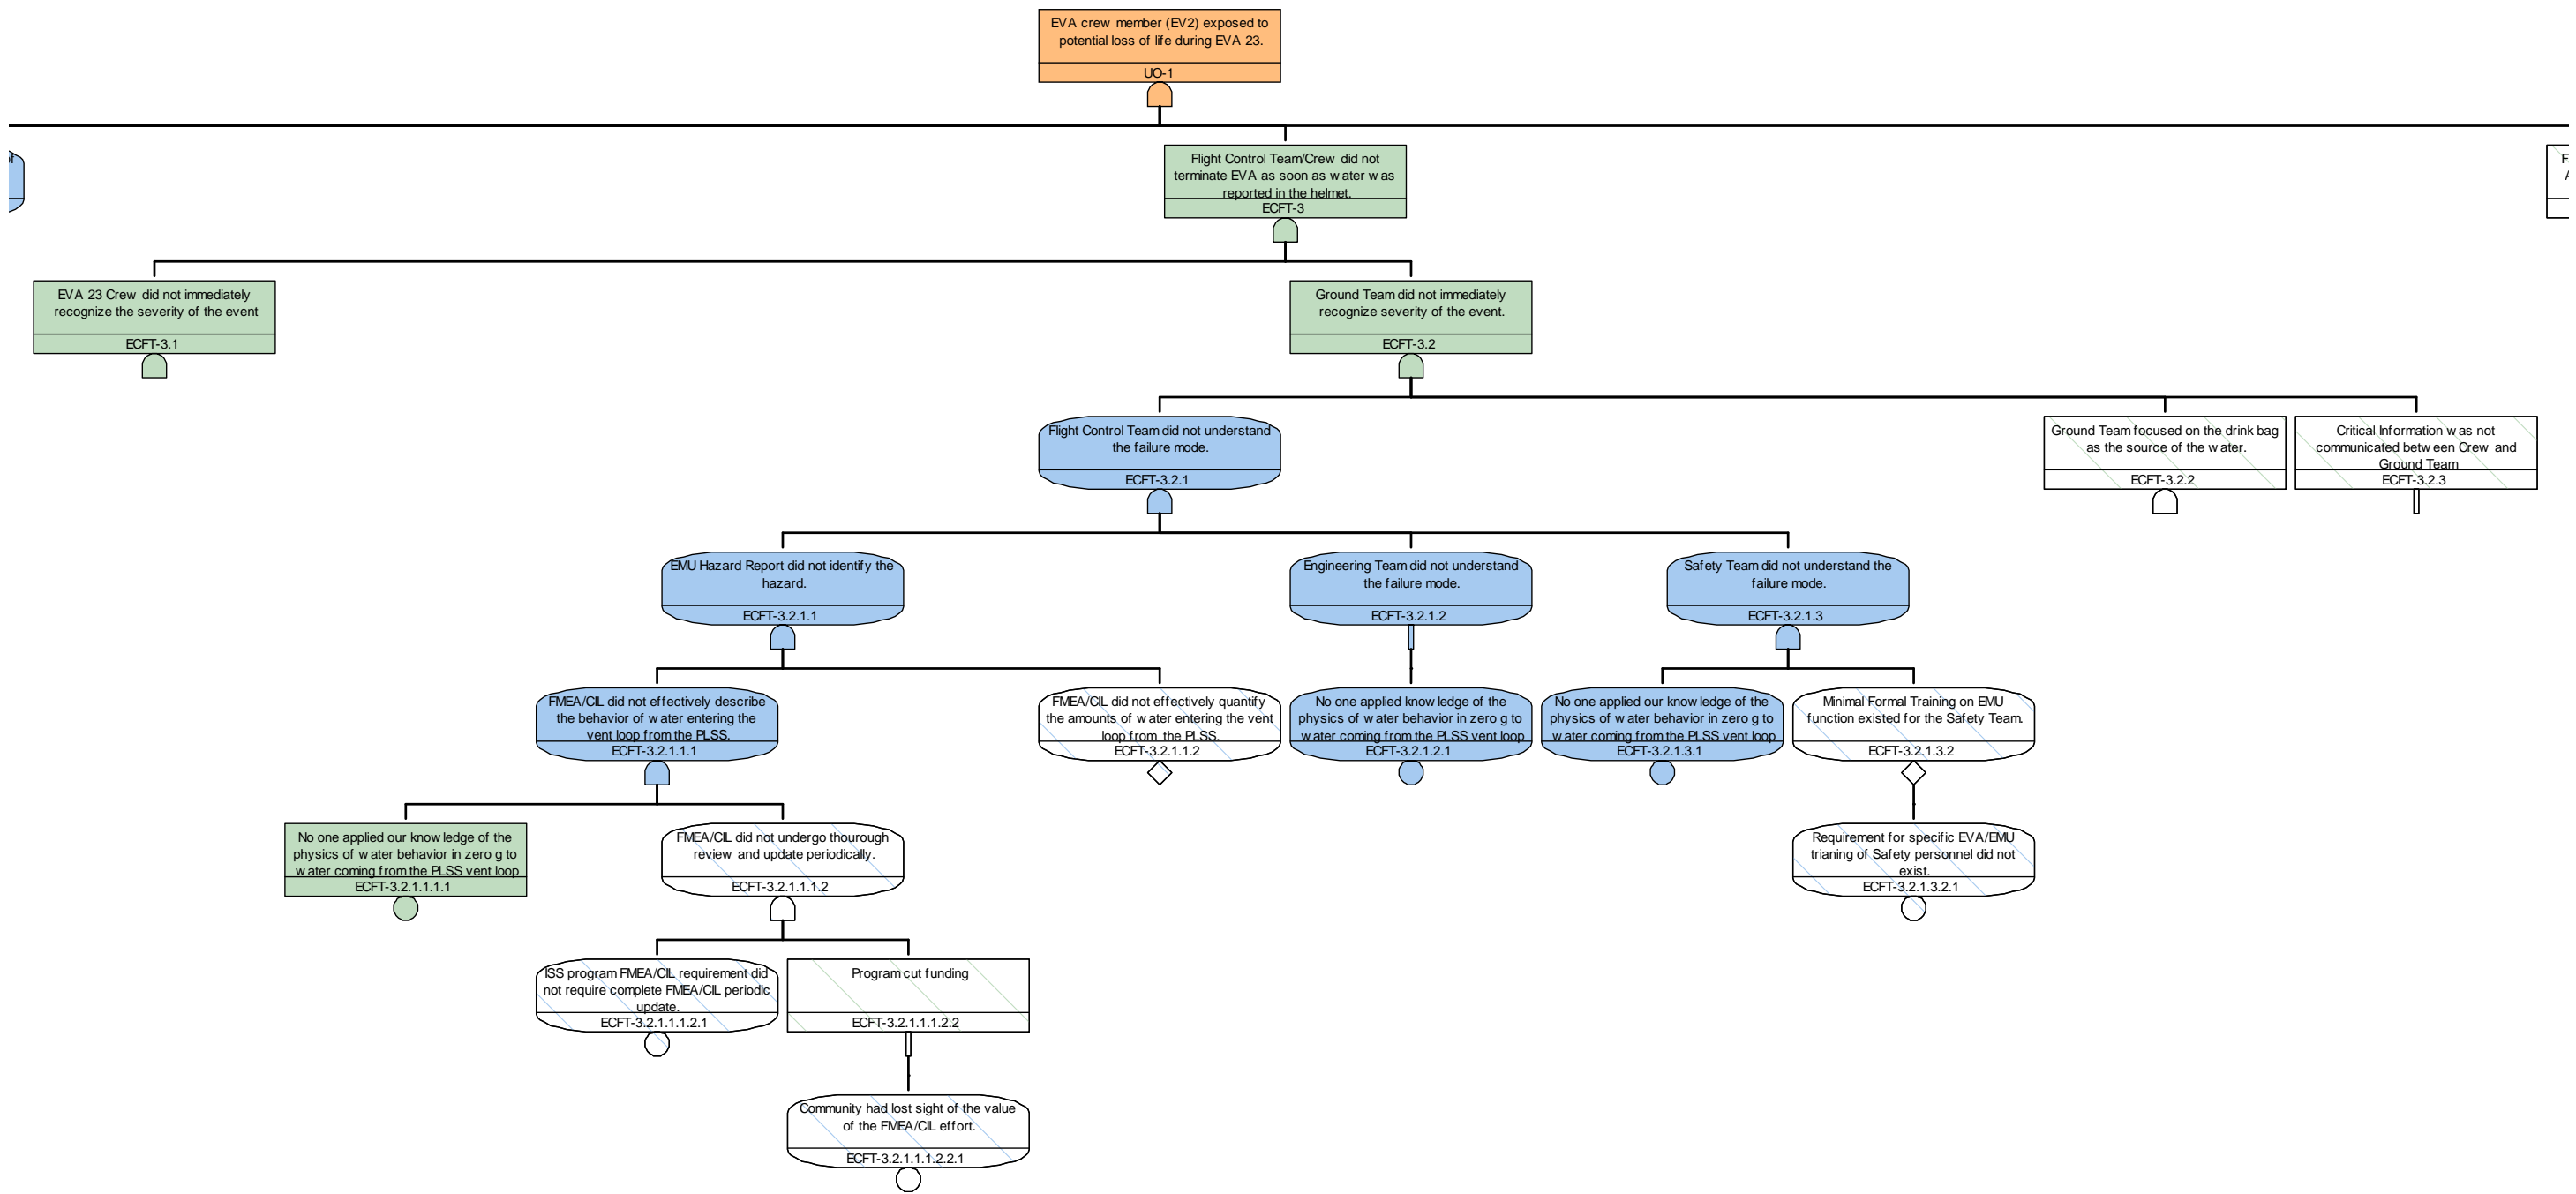 EVA crew member (EV2) exposed to
potential loss of life during EVA 23.
UO-1
of
Flight Control Team/Crew did not
terminate EVA as soon as water was
reported in the helmet.
ECFT-3
F
A
EVA 23 Crew did not immediately
recognize the severity of the event
ECFT-3.1
Ground Team did not immediately
recognize severity of the event.
ECFT-3.2
Flight Control Team did not understand
the failure mode.
ECFT-3.2.1
Ground Team focused on the drink bag
as the source of the water.
ECFT-3.2.2
Critical Information was not
communicated between Crew and
Ground Team
ECFT-3.2.3
EMU Hazard Report did not identify the
hazard.
ECFT-3.2.1.1
Engineering Team did not understand
the failure mode.
ECFT-3.2.1.2
Safety Team did not understand the
failure mode.
ECFT-3.2.1.3
FMEA/CIL did not effectively describe
the behavior of water entering the
vent loop from the PLSS.
ECFT-3.2.1.1.1
FMEA/CIL did not effectively quantify
the amounts of water entering the vent
loop from the PLSS.
ECFT-3.2.1.1.2
No one applied knowledge of the
physics of water behavior in zero g to
water coming from the PLSS vent loop
ECFT-3.2.1.2.1
No one applied our knowledge of the
physics of water behavior in zero g to
water coming from the PLSS vent loop
ECFT-3.2.1.3.1
Minimal Formal Training on EMU
function existed for the Safety Team.
ECFT-3.2.1.3.2
No one applied our knowledge of the
physics of water behavior in zero g to
water coming from the PLSS vent loop
ECFT-3.2.1.1.1.1
FMEA/CIL did not undergo thourough
review and update periodically.
ECFT-3.2.1.1.1.2
Requirement for specific EVA/EMU
trianing of Safety personnel did not
exist.
ECFT-3.2.1.3.2.1
ISS program FMEA/CIL requirement did
not require complete FMEA/CIL periodic
update.
ECFT-3.2.1.1.1.2.1
Program cut funding
ECFT-3.2.1.1.1.2.2
Community had lost sight of the value
of the FMEA/CIL effort.
ECFT-3.2.1.1.1.2.2.1